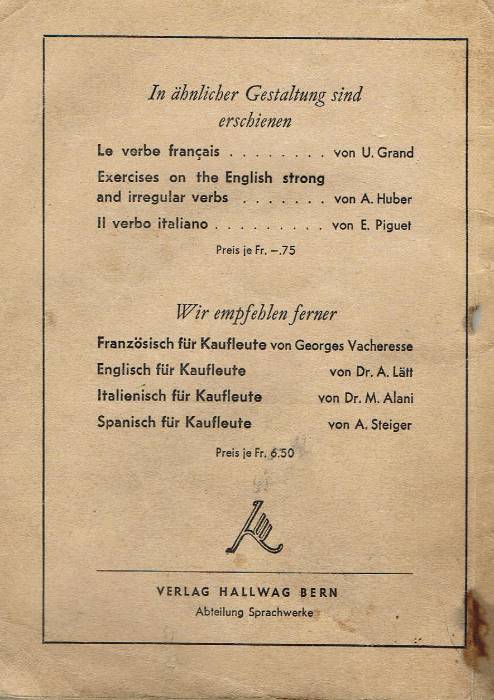 In ähnlicher Gestaltung sind
erschienen
Le verbe français . . . . . . . . von U. Grand
Exercises on the English strong
and irregular verbs . . . . . . . von A. Huber
Il verbo italiano . . . . . . . . . von E. Piguet
Preis je Fr. –.75
Wir empfehlen ferner
Französisch für Kaufleute von Georges Vacheresse
Englisch für Kaufleute von Dr. A. Lätt
Italienisch für Kaufleute von Dr. M. Alani
Spanisch für Kaufleute von A. Steiger
Preis je Fr. 6.50
VERLAG HALLWAG BERN
Abteilung Sprachwerke